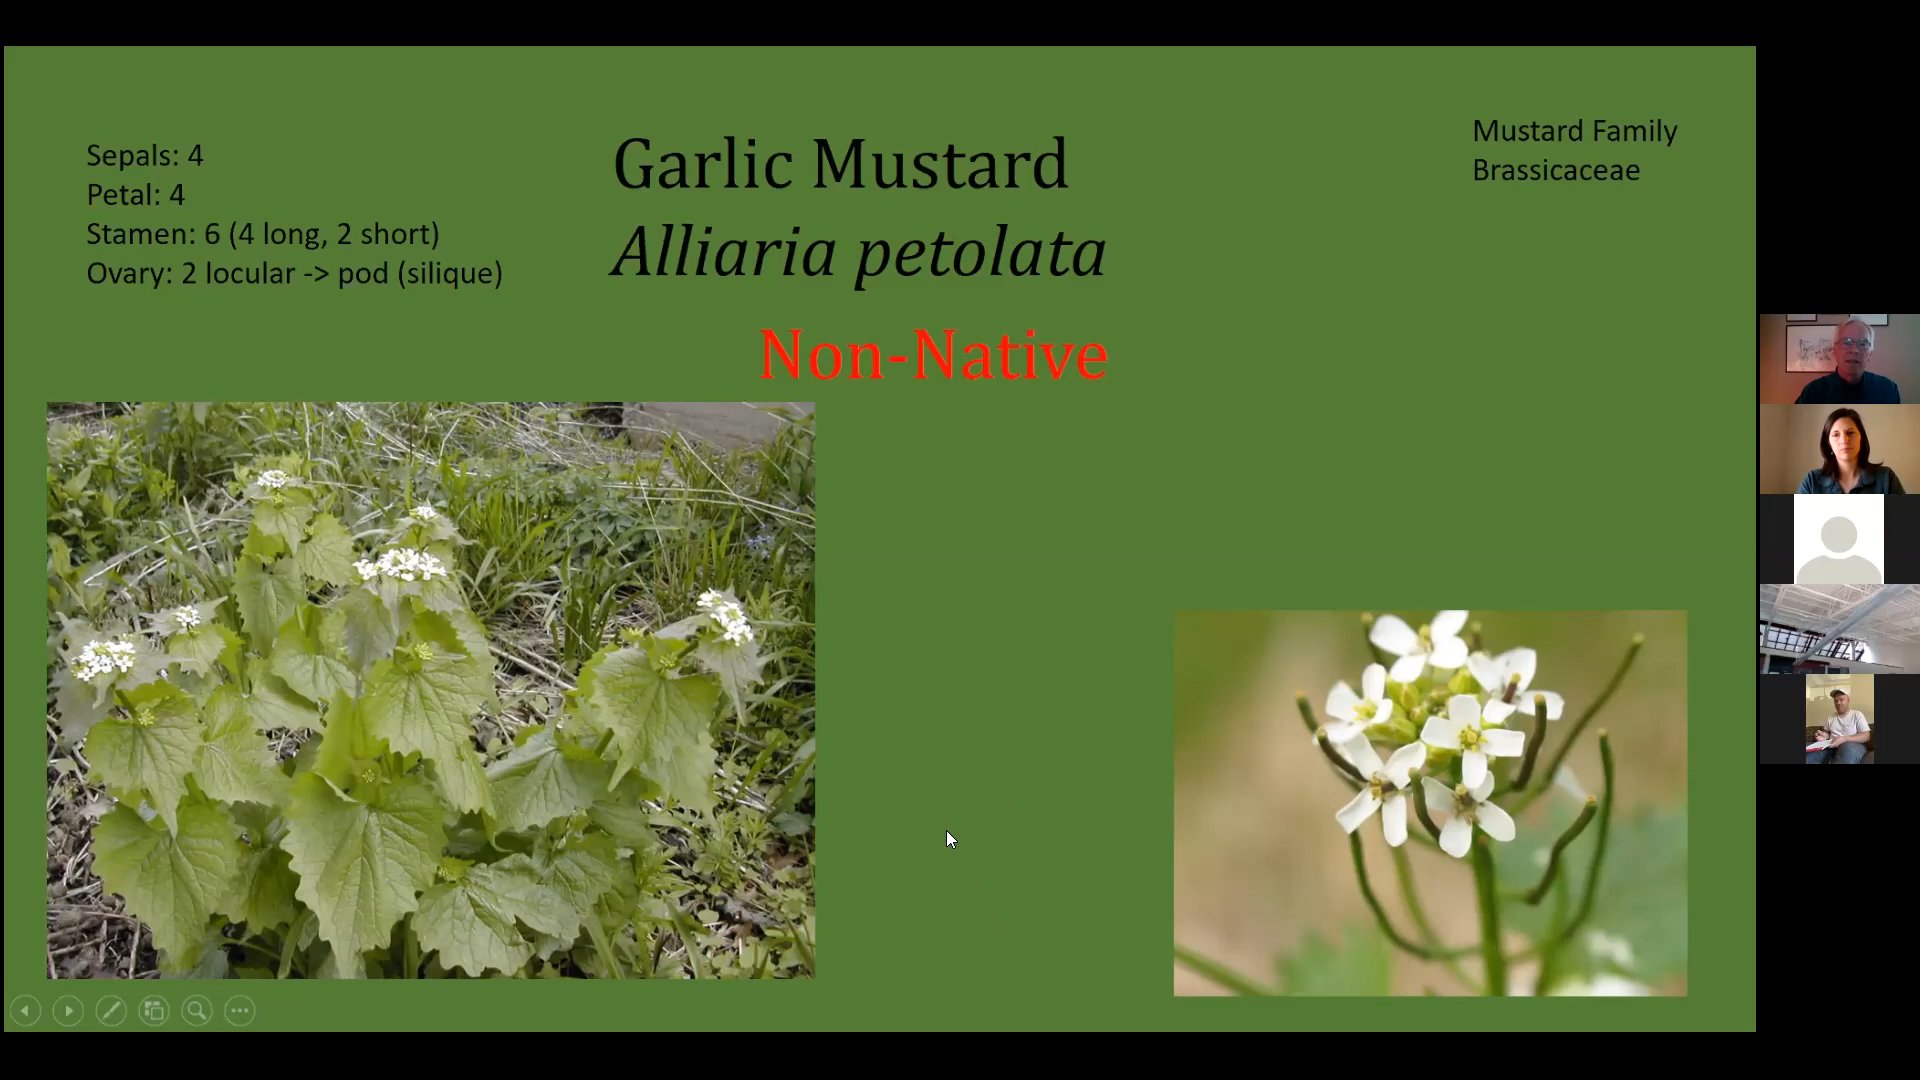 Sepals: 4
Petal: 4
Stamen: 6 (4 long, 2 short)
Ovary: 2 locular -> pod (silique)
Garlic Mustard
Alliaria petolata
Non-Native
Mustard Family
Brassicaceae